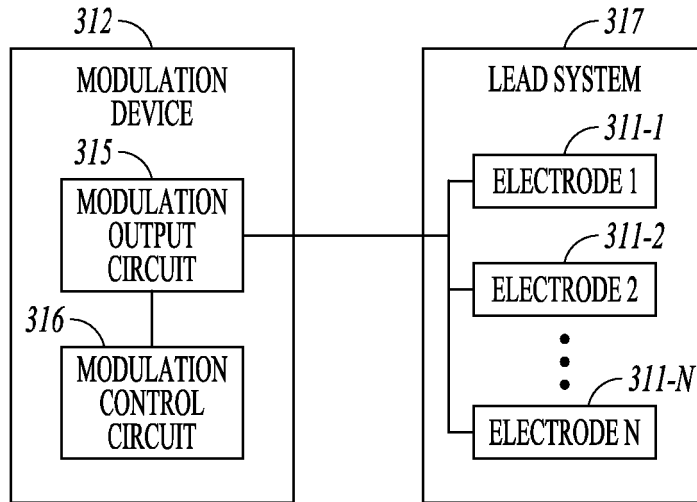 312
MODULATION
DEVICE
315
MODULATION
OUTPUT
CIRCUIT
316
MODULATION
CONTROL
CIRCUIT
317
LEAD SYSTEM
311-1
ELECTRODE 1
311-2
ELECTRODE 2
311-N
ELECTRODE N